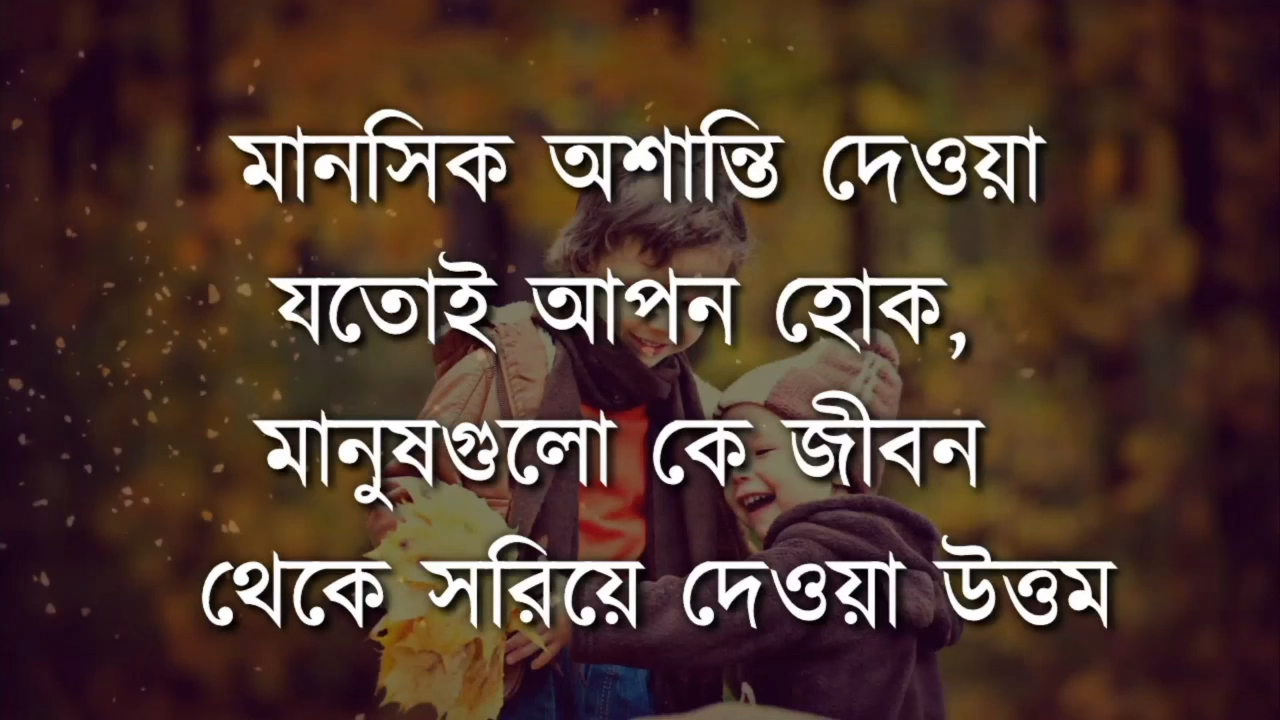 মানসিক অশান্তি দেওয়া
যতোই আপন হোক,
মানুষগুলো কে জীবন
থেকে সরিয়ে দেওয়া উত্তম